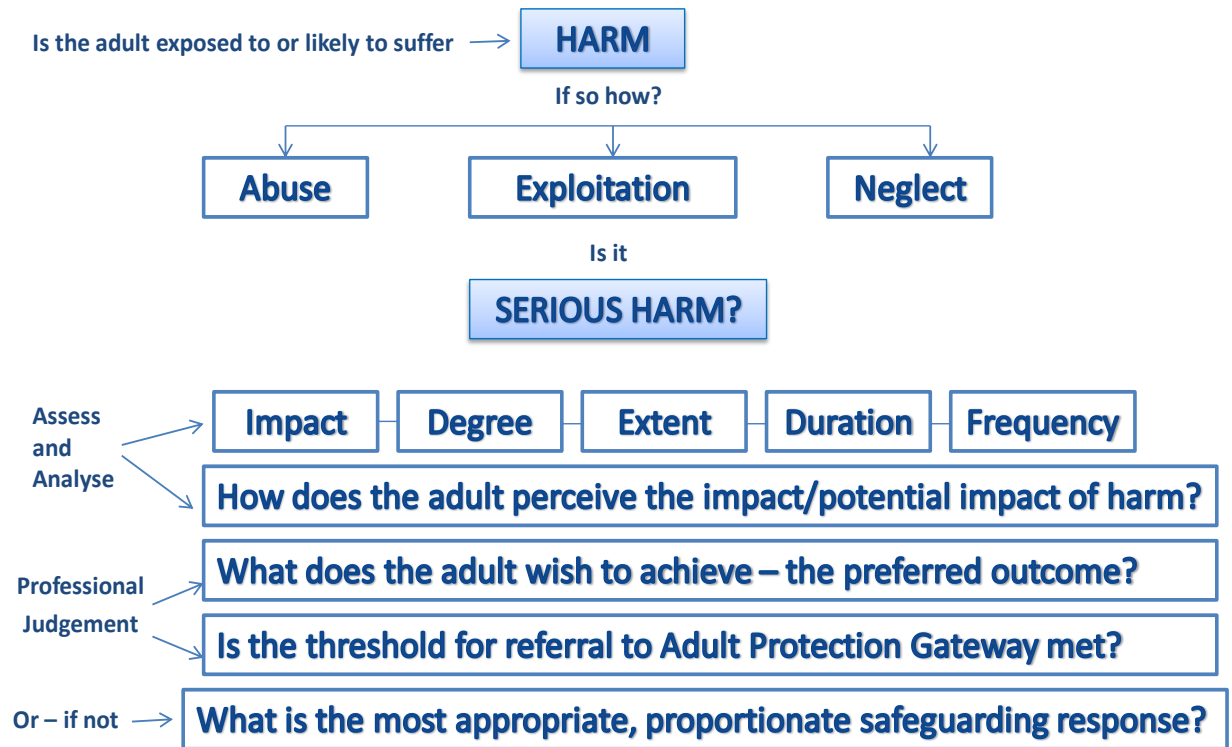 Is the adult exposed to or likely to suffer
HARM
If so how?
Abuse
Exploitation
Neglect
Is it
SERIOUS HARM?
Assess
and
Analyse
Impact
Degree
Extent
Duration
Frequency
How does the adult perceive the impact/potential impact of harm?
Professional
Judgement
What does the adult wish to achieve – the preferred outcome?
Is the threshold for referral to Adult Protection Gateway met?
Or – if not
What is the most appropriate, proportionate safeguarding response?